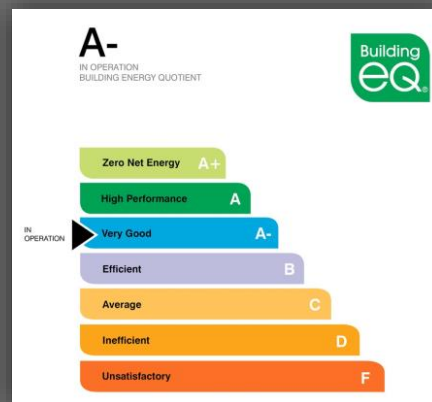 A-
IN OPERATION
BUILDING ENERGY QUOTIENT
Building
eQ®
Zero Net Energy A+
High Performance A
IN
OPERATION
Very Good A-
Efficient B
Average C
Inefficient D
Unsatisfactory F